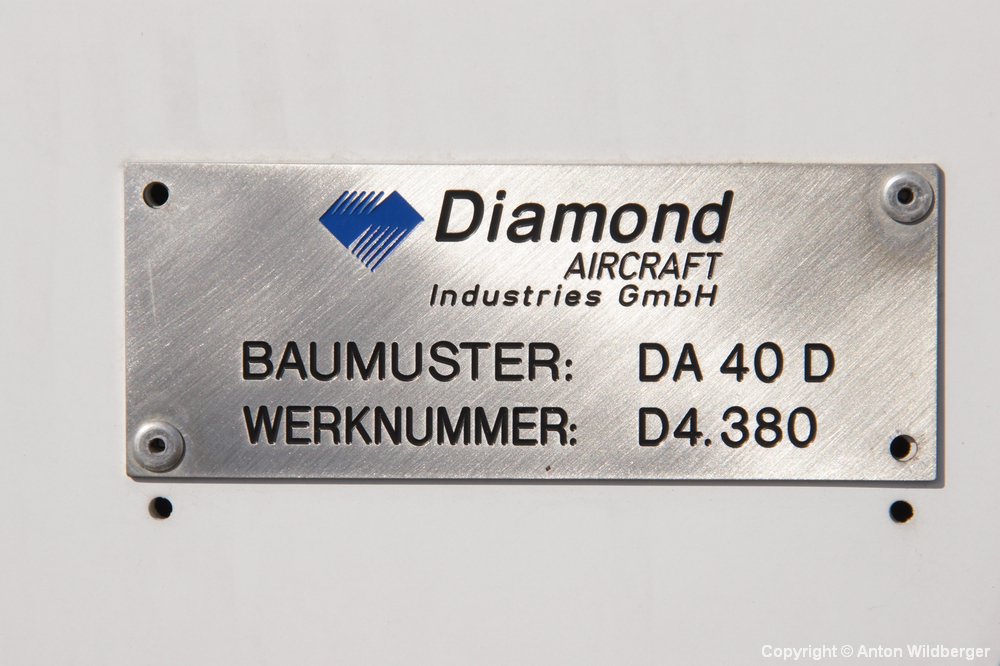 Diamond
AIRCRAFT
Industries GmbH
BAUMUSTER: DA 40 D
WERKNUMMER: D4.380
Copyright © Anton Wildberger